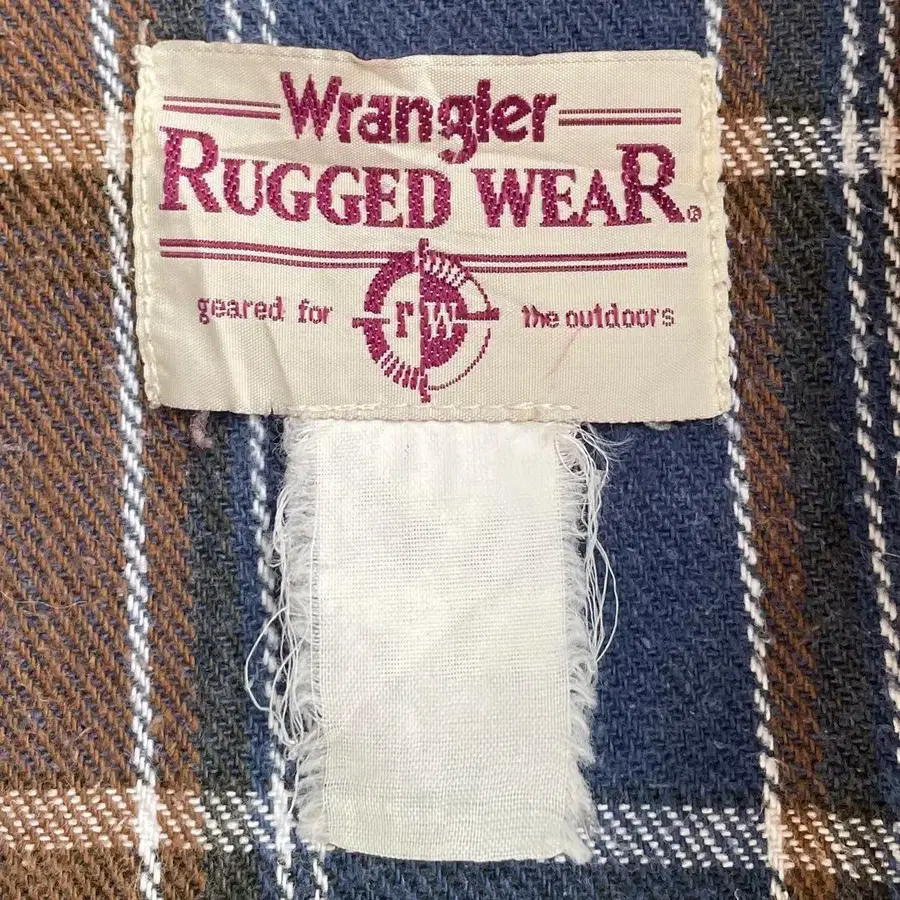 Wrangler
RUGGED WEAR®
geared for rW the outdoors